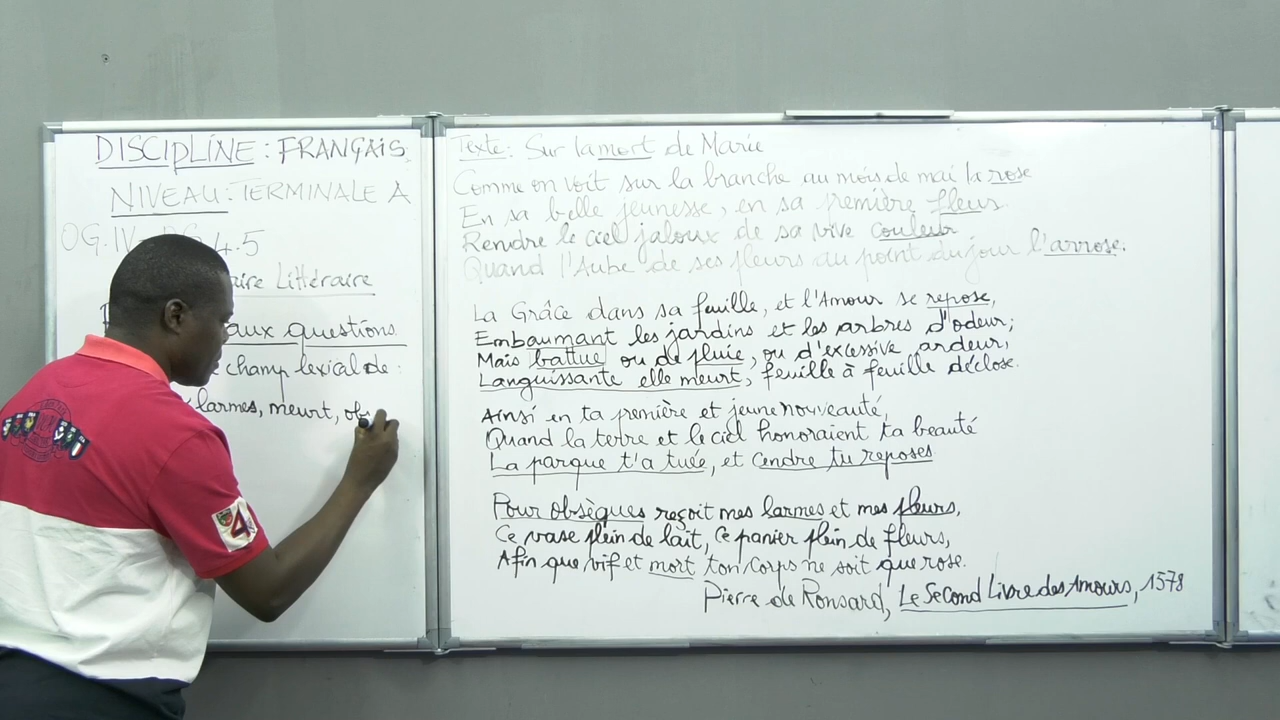 DISCIPLINE : FRANÇAIS
NIVEAU : TERMINALE A
OG.IV 4.5
aire Littéraire
aux questions
champ lexical de :
larmes, meurt, ob
Texte : Sur la mort de Marie
Comme on voit sur la branche au mois de mai la rose
En sa belle jeunesse, en sa première fleur
Rendre le ciel jaloux de sa vive couleur
Quand l'Aube de ses fleurs au point du jour l'arrose.
La Grâce dans sa feuille, et l'Amour se repose,
Embaumant les jardins et les arbres d'odeur ;
Mais battue ou de pluie, ou d'excessive ardeur,
Languissante elle meurt, feuille à feuille déclose.
Ainsi en ta première et jeune nouveauté,
Quand la terre et le ciel honoraient ta beauté
La parque t'a tuée, et cendre tu reposes
Pour obsèques reçoit mes larmes et mes fleurs,
Ce vase plein de lait, ce panier plein de fleurs,
Afin que vif et mort ton corps ne soit que rose.
Pierre de Ronsard, Le Second Livre des Amours, 1578